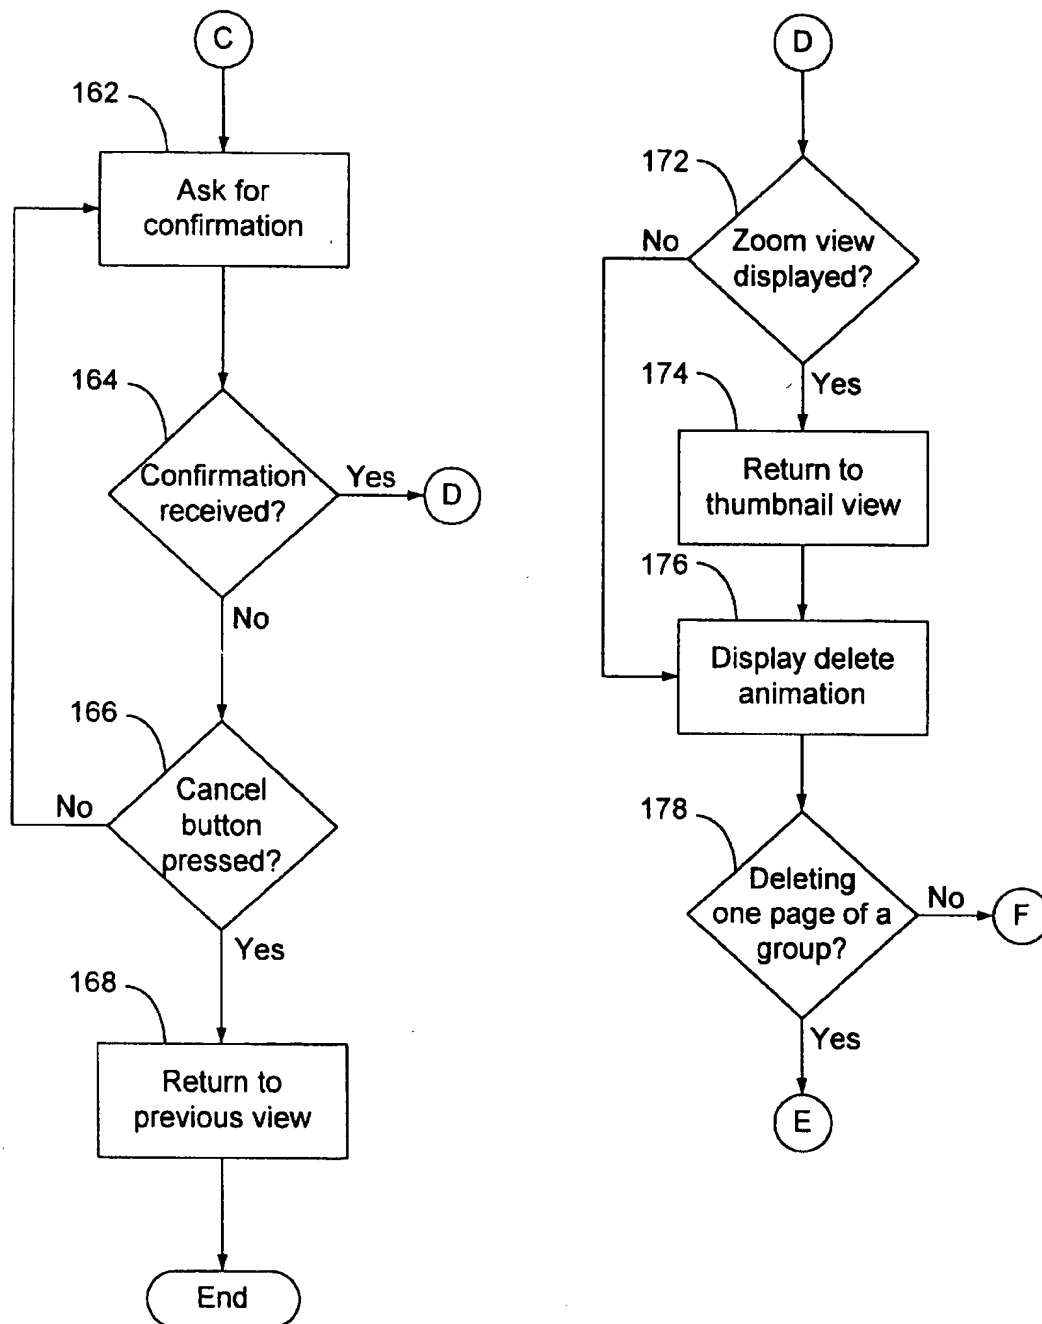 C
162
Ask for
confirmation
164
Confirmation
received?
Yes
D
No
166
Cancel
button
pressed?
No
Yes
168
Return to
previous view
End
D
172
Zoom view
displayed?
No
Yes
174
Return to
thumbnail view
176
Display delete
animation
178
Deleting
one page of a
group?
No
F
Yes
E